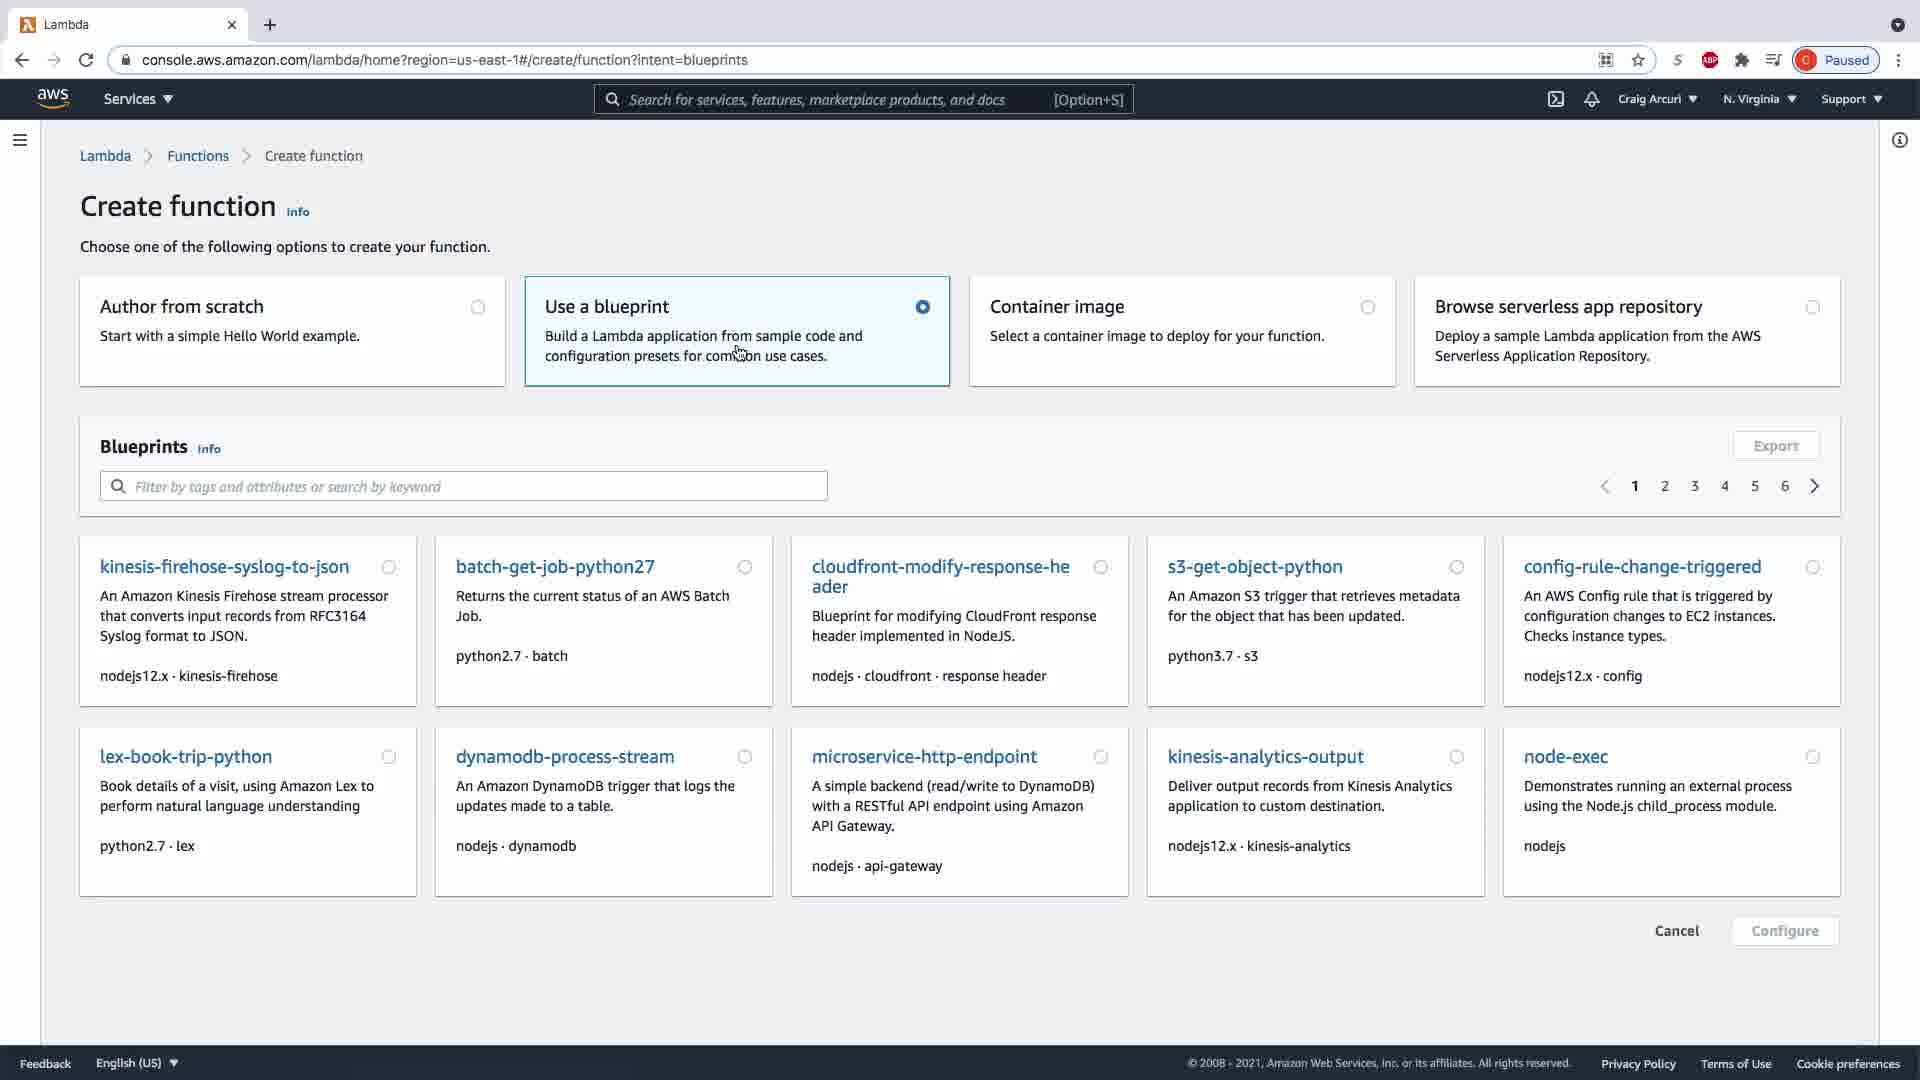 Lambda
console.aws.amazon.com/lambda/home?region=us-east-1#/create/function?intent=blueprints
S
ABP
C
Paused
aws
Services
Search for services, features, marketplace products, and docs
[Option+S]
Craig Arcuri
N. Virginia
Support
Lambda
Functions
Create function
Create function
Info
Choose one of the following options to create your function.
Author from scratch
Start with a simple Hello World example.
Use a blueprint
Build a Lambda application from sample code and
configuration presets for common use cases.
Container image
Select a container image to deploy for your function.
Browse serverless app repository
Deploy a sample Lambda application from the AWS
Serverless Application Repository.
Blueprints
Info
Export
Filter by tags and attributes or search by keyword
1 2 3 4 5 6
kinesis-firehose-syslog-to-json
An Amazon Kinesis Firehose stream processor
that converts input records from RFC3164
Syslog format to JSON.
nodejs12.x · kinesis-firehose
batch-get-job-python27
Returns the current status of an AWS Batch
Job.
python2.7 · batch
cloudfront-modify-response-he
ader
Blueprint for modifying CloudFront response
header implemented in NodeJS.
nodejs · cloudfront · response header
s3-get-object-python
An Amazon S3 trigger that retrieves metadata
for the object that has been updated.
python3.7 · s3
config-rule-change-triggered
An AWS Config rule that is triggered by
configuration changes to EC2 instances.
Checks instance types.
nodejs12.x · config
lex-book-trip-python
Book details of a visit, using Amazon Lex to
perform natural language understanding
python2.7 · lex
dynamodb-process-stream
An Amazon DynamoDB trigger that logs the
updates made to a table.
nodejs · dynamodb
microservice-http-endpoint
A simple backend (read/write to DynamoDB)
with a RESTful API endpoint using Amazon
API Gateway.
nodejs · api-gateway
kinesis-analytics-output
Deliver output records from Kinesis Analytics
application to custom destination.
nodejs12.x · kinesis-analytics
node-exec
Demonstrates running an external process
using the Node.js child_process module.
nodejs
Cancel
Configure
Feedback
English (US)
© 2008 - 2021, Amazon Web Services, Inc. or its affiliates. All rights reserved.
Privacy Policy
Terms of Use
Cookie preferences